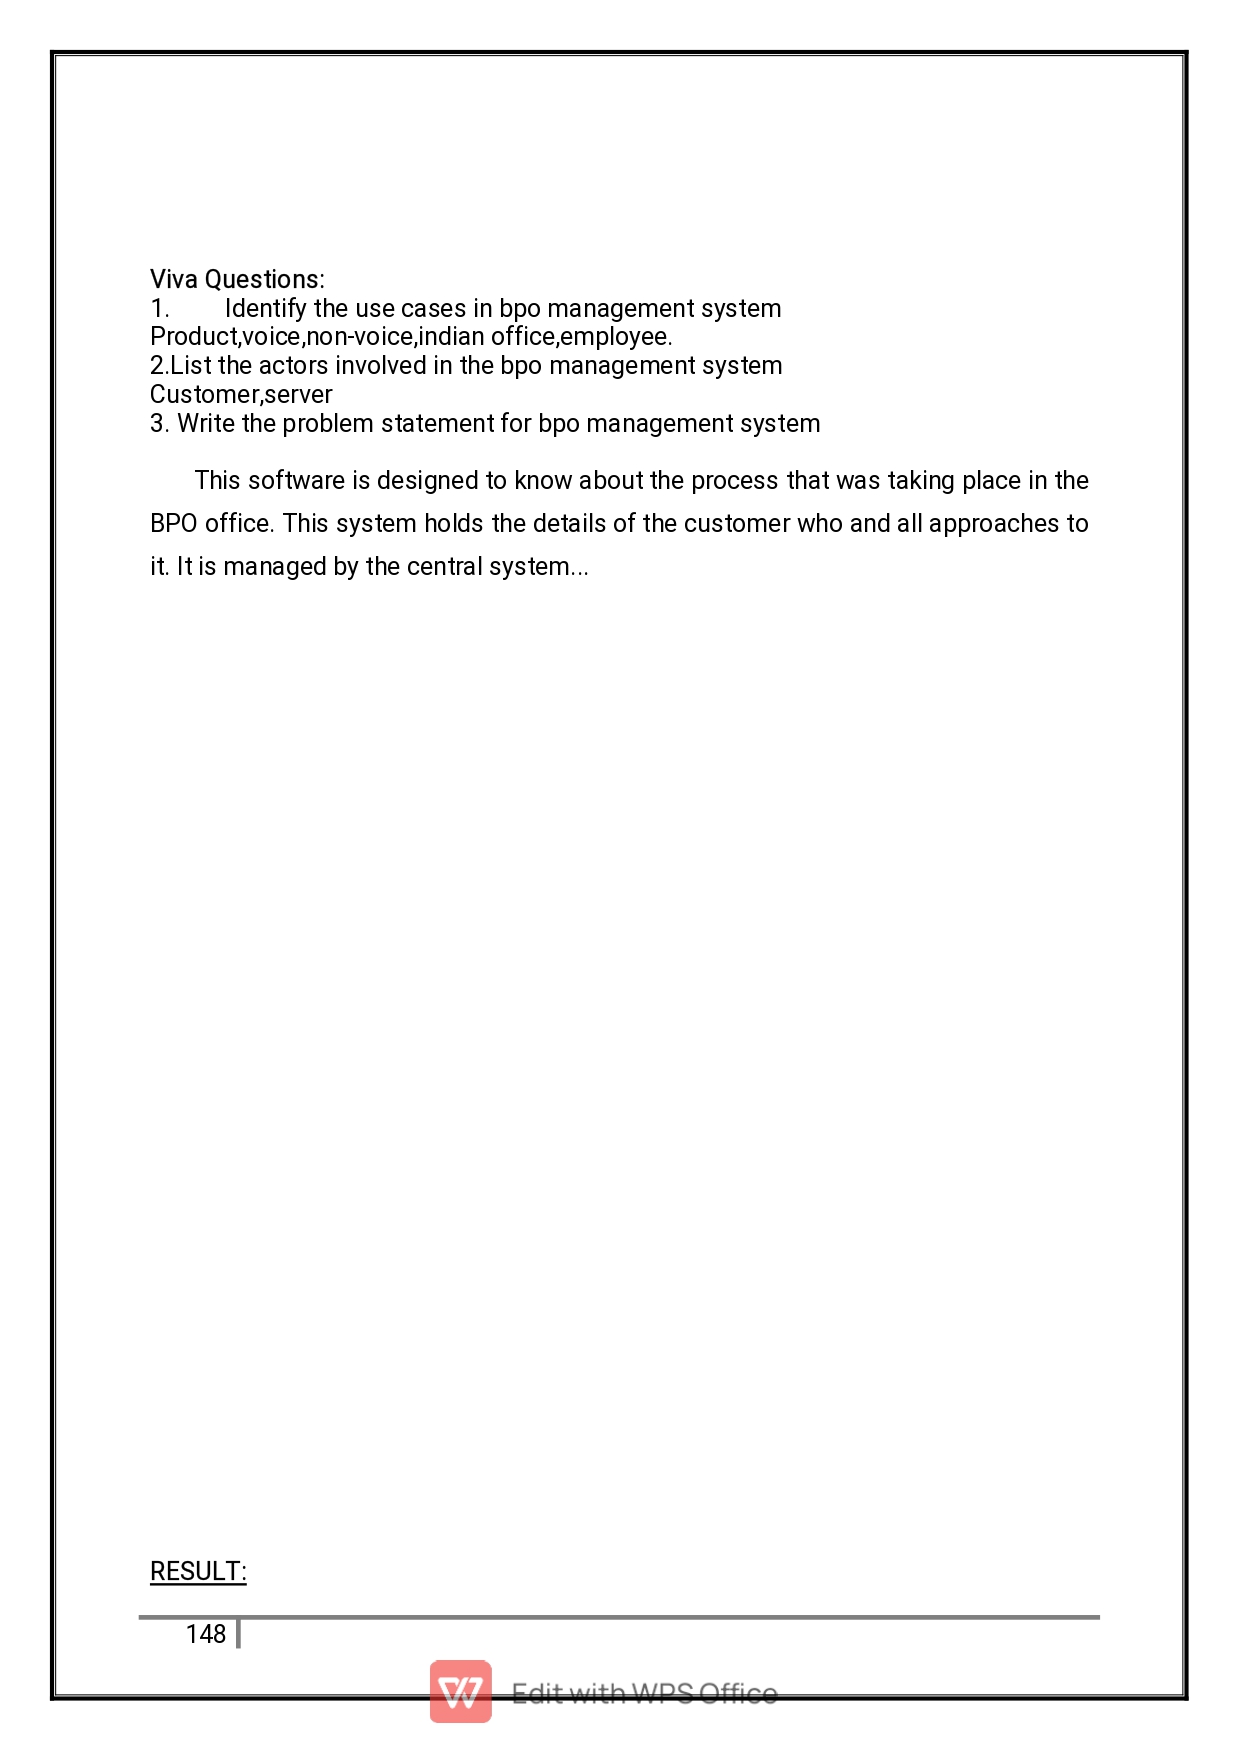 Viva Questions:
1. Identify the use cases in bpo management system
Product,voice,non-voice,indian office,employee.
2.List the actors involved in the bpo management system
Customer,server
3. Write the problem statement for bpo management system
This software is designed to know about the process that was taking place in the
BPO office. This system holds the details of the customer who and all approaches to
it. It is managed by the central system...
RESULT:
148
Edit with WPS Office